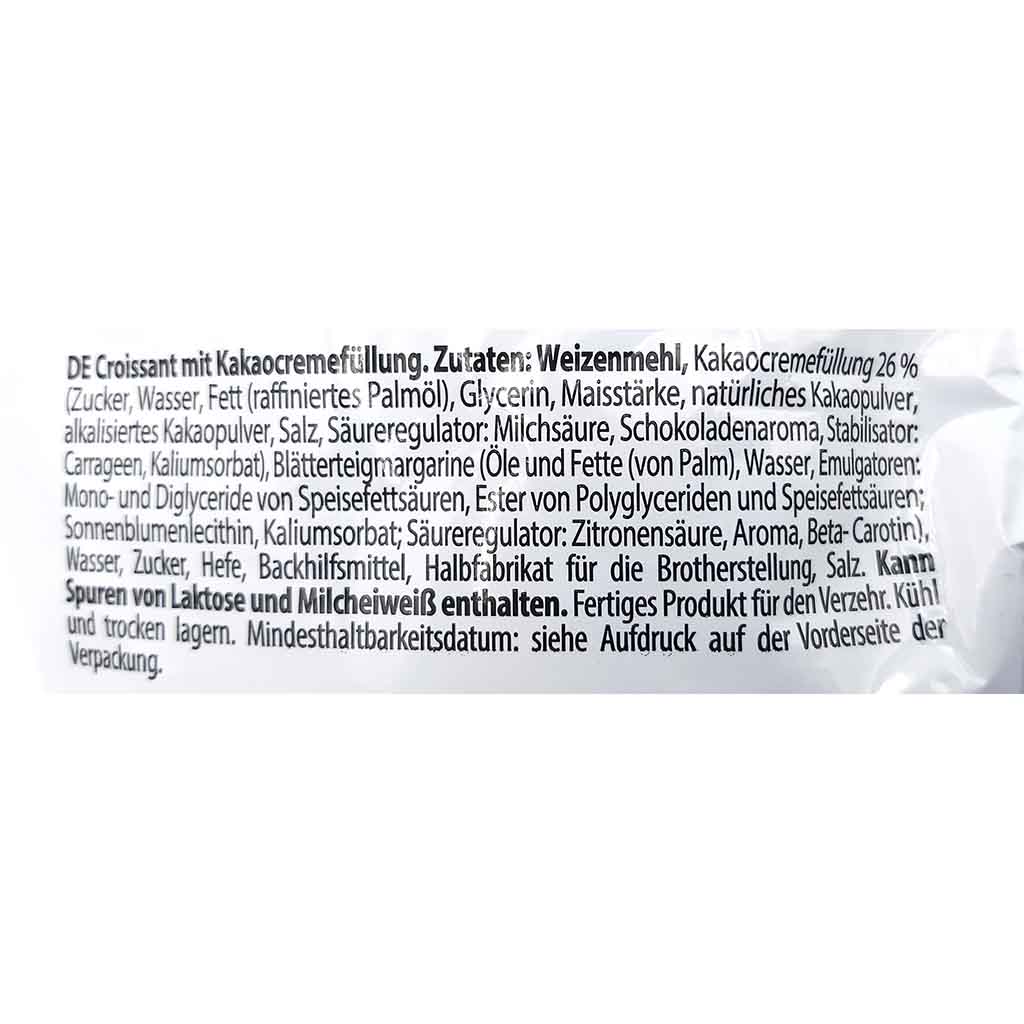 DE Croissant mit Kakaocremefüllung. Zutaten: Weizenmehl, Kakaocremefüllung 26 %
(Zucker, Wasser, Fett (raffiniertes Palmöl), Glycerin, Maisstärke, natürliches Kakaopulver,
alkalisiertes Kakaopulver, Salz, Säureregulator: Milchsäure, Schokoladenaroma, Stabilisator:
Carrageen, Kaliumsorbat), Blätterteigmargarine (Öle und Fette (von Palm), Wasser, Emulgatoren:
Mono- und Diglyceride von Speisefettsäuren, Ester von Polyglyceriden und Speisefettsäuren;
Sonnenblumenlecithin, Kaliumsorbat; Säureregulator: Zitronensäure, Aroma, Beta- Carotin),
Wasser, Zucker, Hefe, Backhilfsmittel, Halbfabrikat für die Brotherstellung, Salz. Kann
Spuren von Laktose und Milcheiweiß enthalten. Fertiges Produkt für den Verzehr. Kühl
und trocken lagern. Mindesthaltbarkeitsdatum: siehe Aufdruck auf der Vorderseite der
Verpackung.